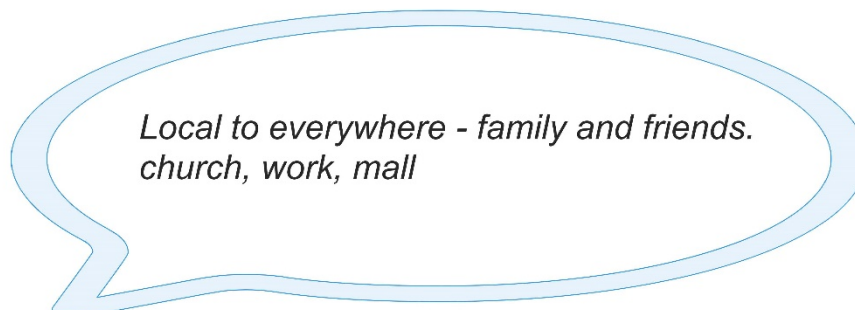 Local to everywhere - family and friends.
church, work, mall